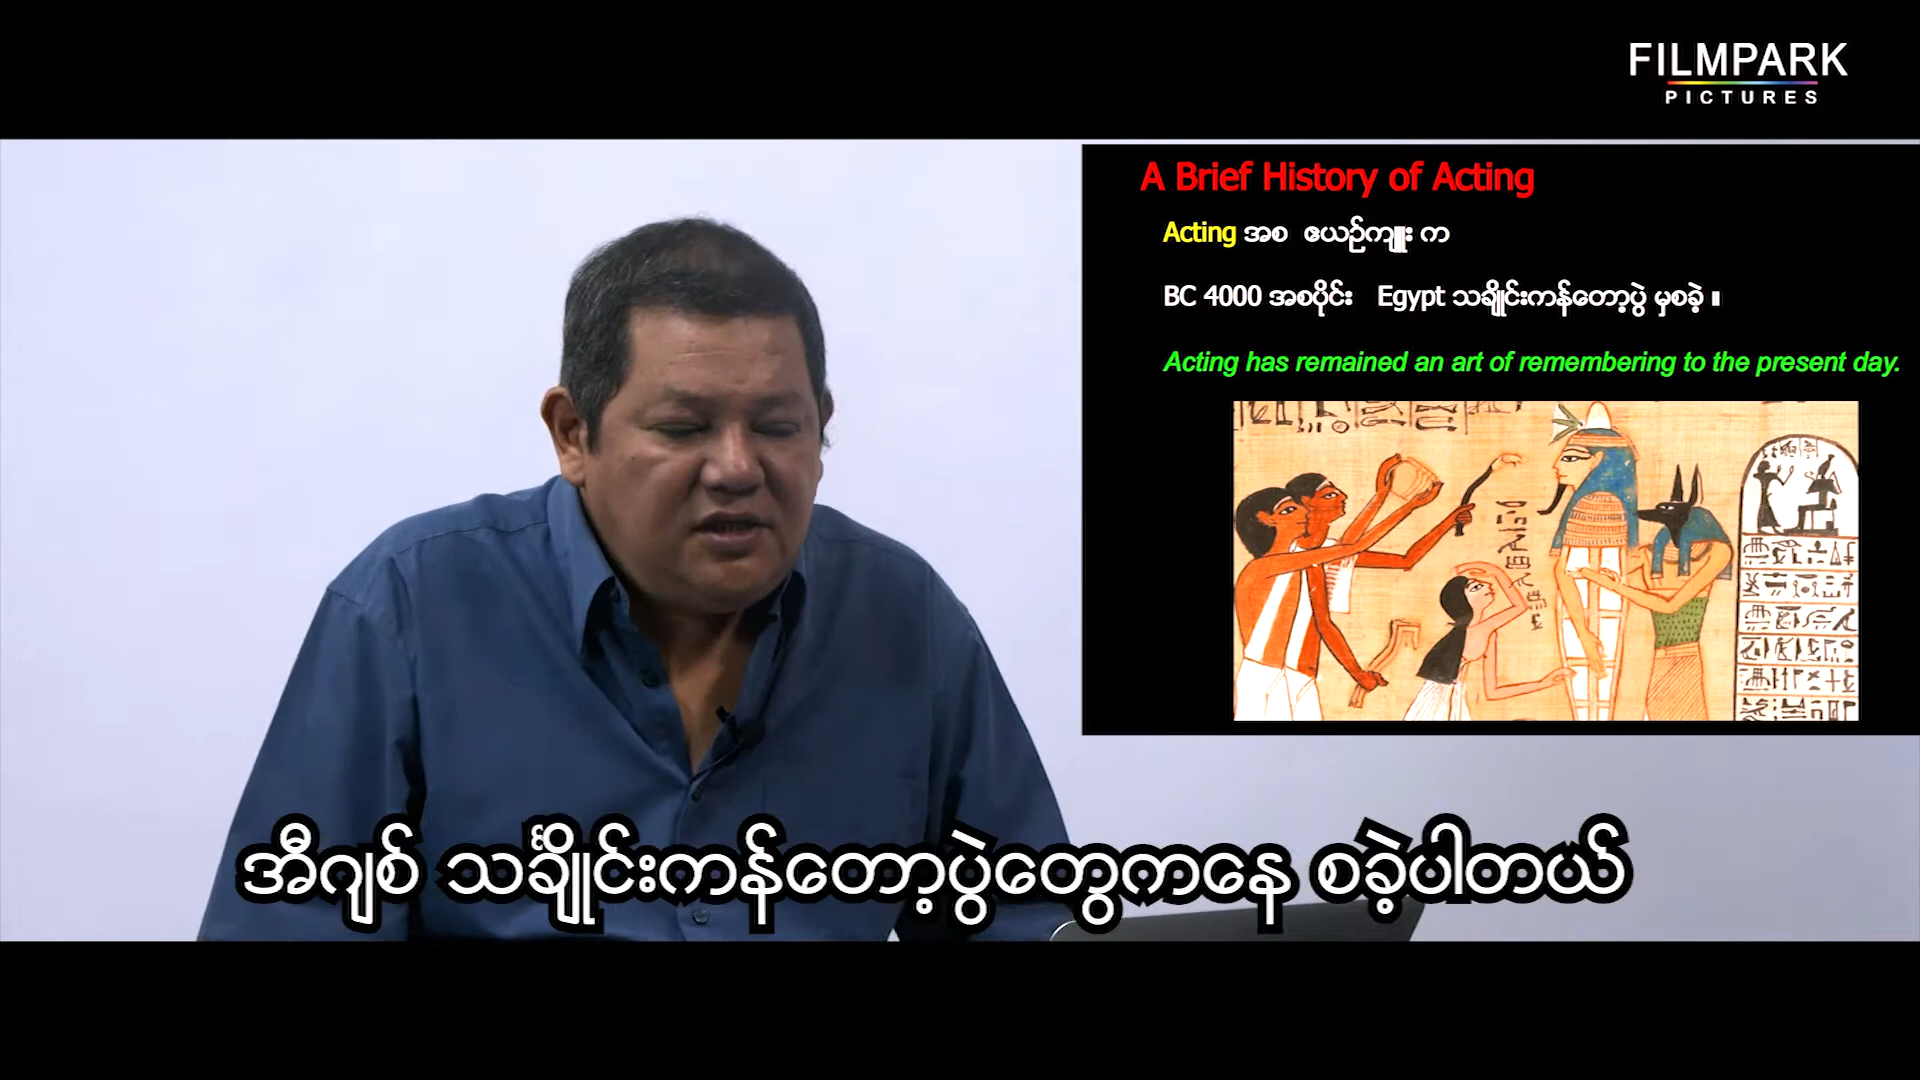 FILMPARK
PICTURES
A Brief History of Acting
Acting အစ ဧယဉ်ကျူး က
BC 4000 အစပိုင်း Egypt သချိုင်းကန်တော့ပွဲ မှစခဲ့ ။
Acting has remained an art of remembering to the present day.
အီဂျစ် သင်္ချိုင်းကန်တော့ပွဲတွေကနေ စခဲ့ပါတယ်